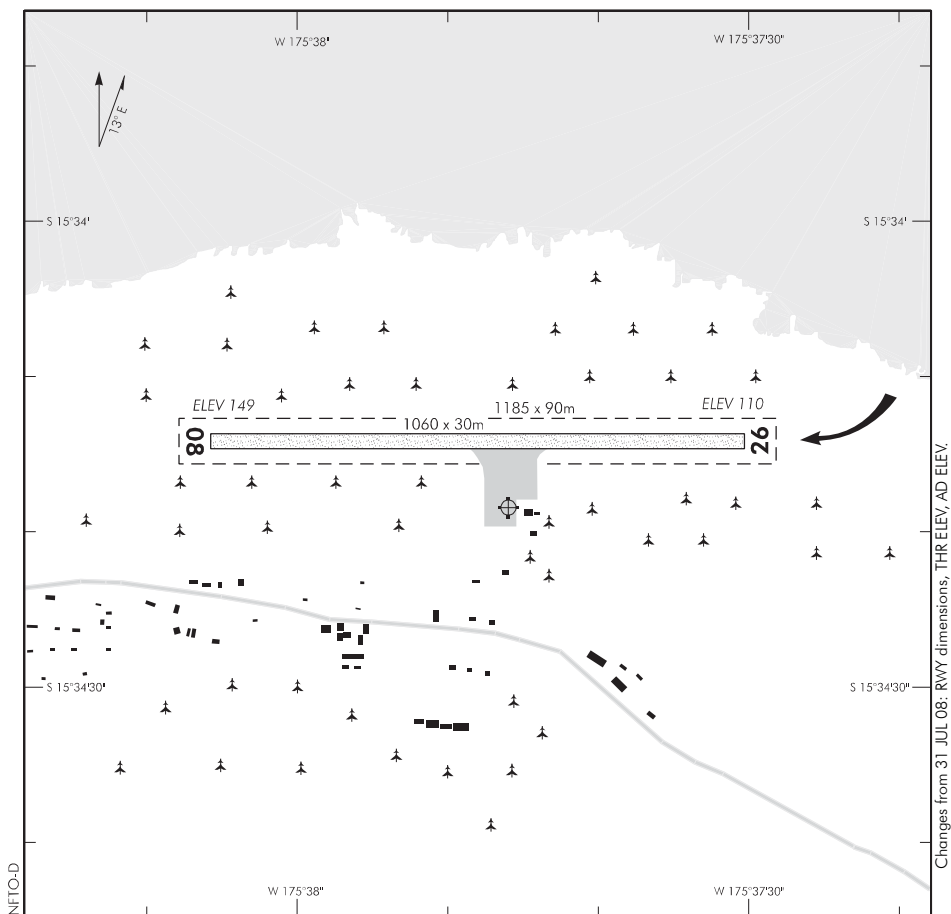 W 175°38'
W 175°37'30"
13° E
S 15°34'
S 15°34'
ELEV 149
1185 x 90m
ELEV 110
08
1060 x 30m
26
S 15°34'30"
S 15°34'30"
W 175°38'
W 175°37'30"
NFTO-D
Changes from 31 JUL 08: RWY dimensions, THR ELEV, AD ELEV.